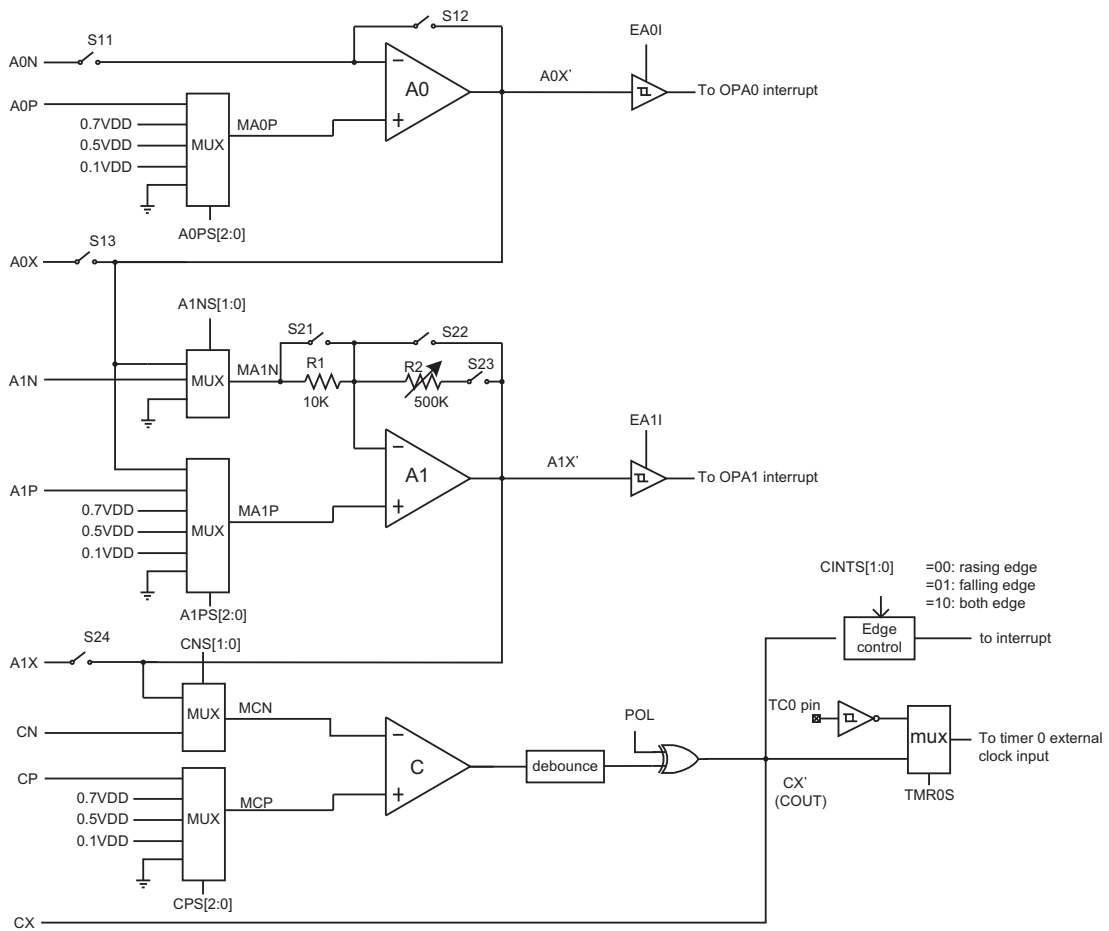 S12
S11
EA0I
A0N
−
A0X’
A0
To OPA0 interrupt
A0P
0.7VDD
MA0P
+
0.5VDD
MUX
0.1VDD
A0PS[2:0]
S13
A0X
A1NS[1:0]
S21
S22
R1
R2
S23
A1N
MUX
MA1N
10K
500K
EA1I
−
A1
A1X’
To OPA1 interrupt
A1P
0.7VDD
MA1P
+
0.5VDD
MUX
0.1VDD
CINTS[1:0]
=00: rasing edge
=01: falling edge
=10: both edge
A1PS[2:0]
S24
CNS[1:0]
Edge
control
to interrupt
A1X
MUX
MCN
TC0 pin
POL
CN
−
mux
To timer 0 external
clock input
C
debounce
CP
0.7VDD
MCP
+
CX’
(COUT)
TMR0S
0.5VDD
MUX
0.1VDD
CPS[2:0]
CX